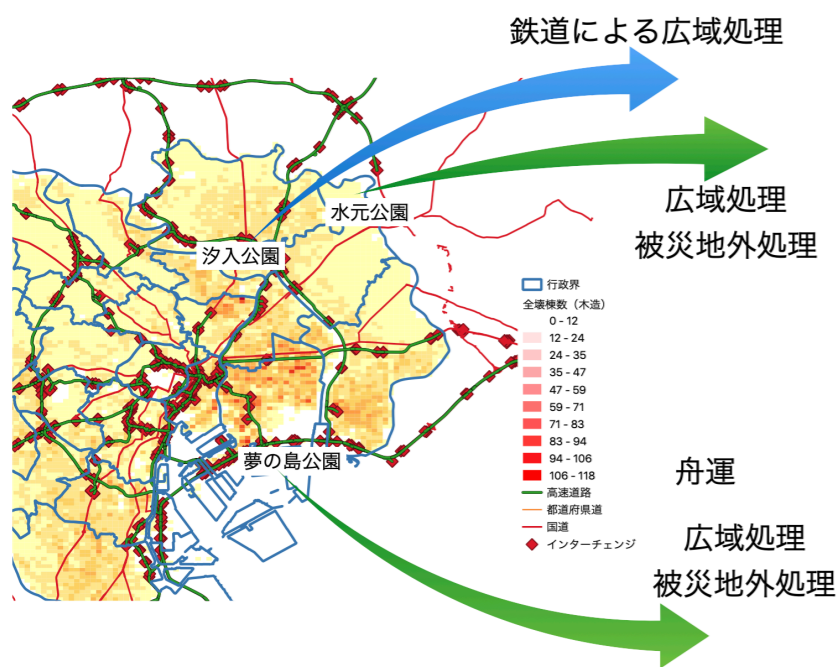 鉄道による広域処理
水元公園
汐入公園
広域処理
被災地外処理
行政界
全壊棟数（木造）
0 - 12
12 - 24
24 - 35
35 - 47
47 - 59
59 - 71
71 - 83
83 - 94
94 - 106
106 - 118
高速道路
都道府県道
国道
インターチェンジ
夢の島公園
舟運
広域処理
被災地外処理